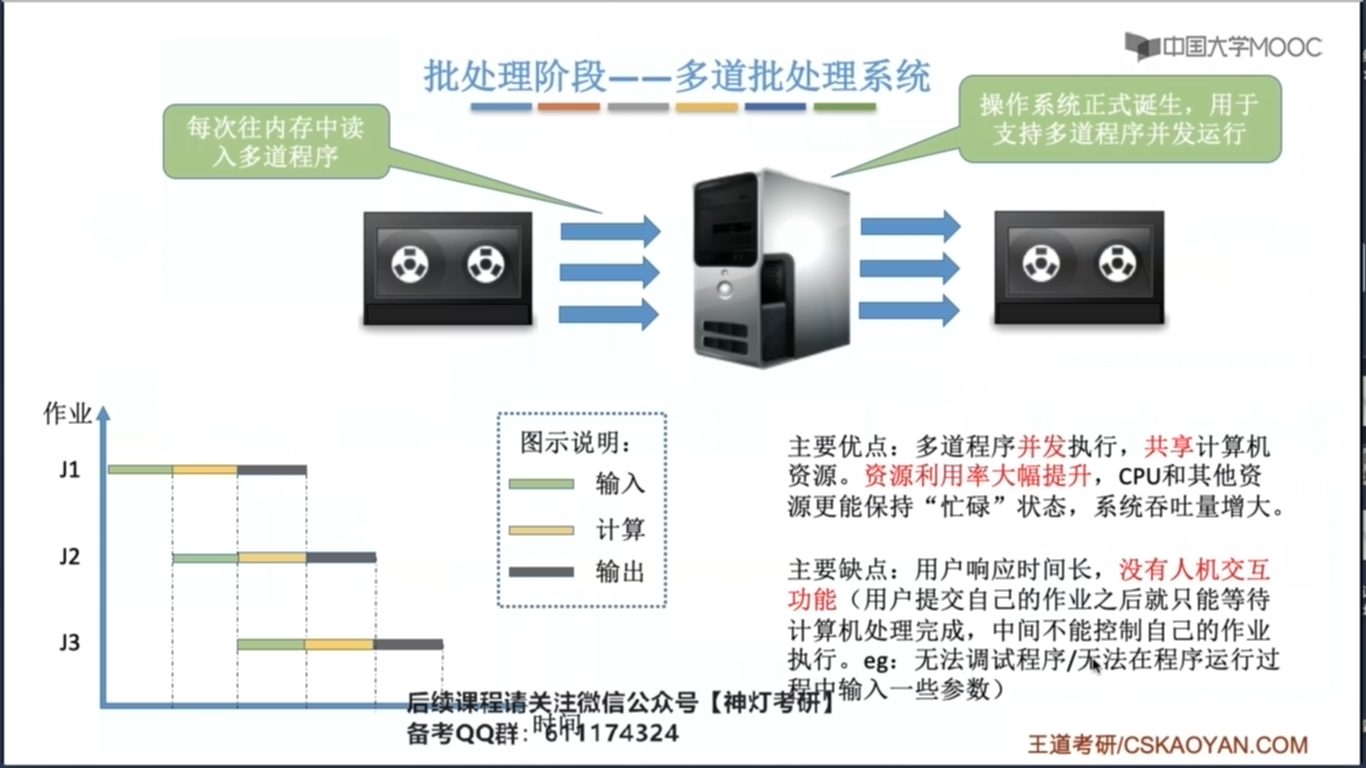 中国大学MOOC
批处理阶段——多道批处理系统
每次往内存中读
入多道程序
操作系统正式诞生，用于
支持多道程序并发运行
作业
J1
J2
J3
时间
图示说明：
输入
计算
输出
主要优点：多道程序并发执行，共享计算机
资源。资源利用率大幅提升，CPU和其他资
源更能保持“忙碌”状态，系统吞吐量增大。
主要缺点：用户响应时间长，没有人机交互
功能（用户提交自己的作业之后就只能等待
计算机处理完成，中间不能控制自己的作业
执行。eg：无法调试程序/无法在程序运行过
程中输入一些参数）
后续课程请关注微信公众号【神灯考研】
备考QQ群：611174324
王道考研/CSKAOYAN.COM